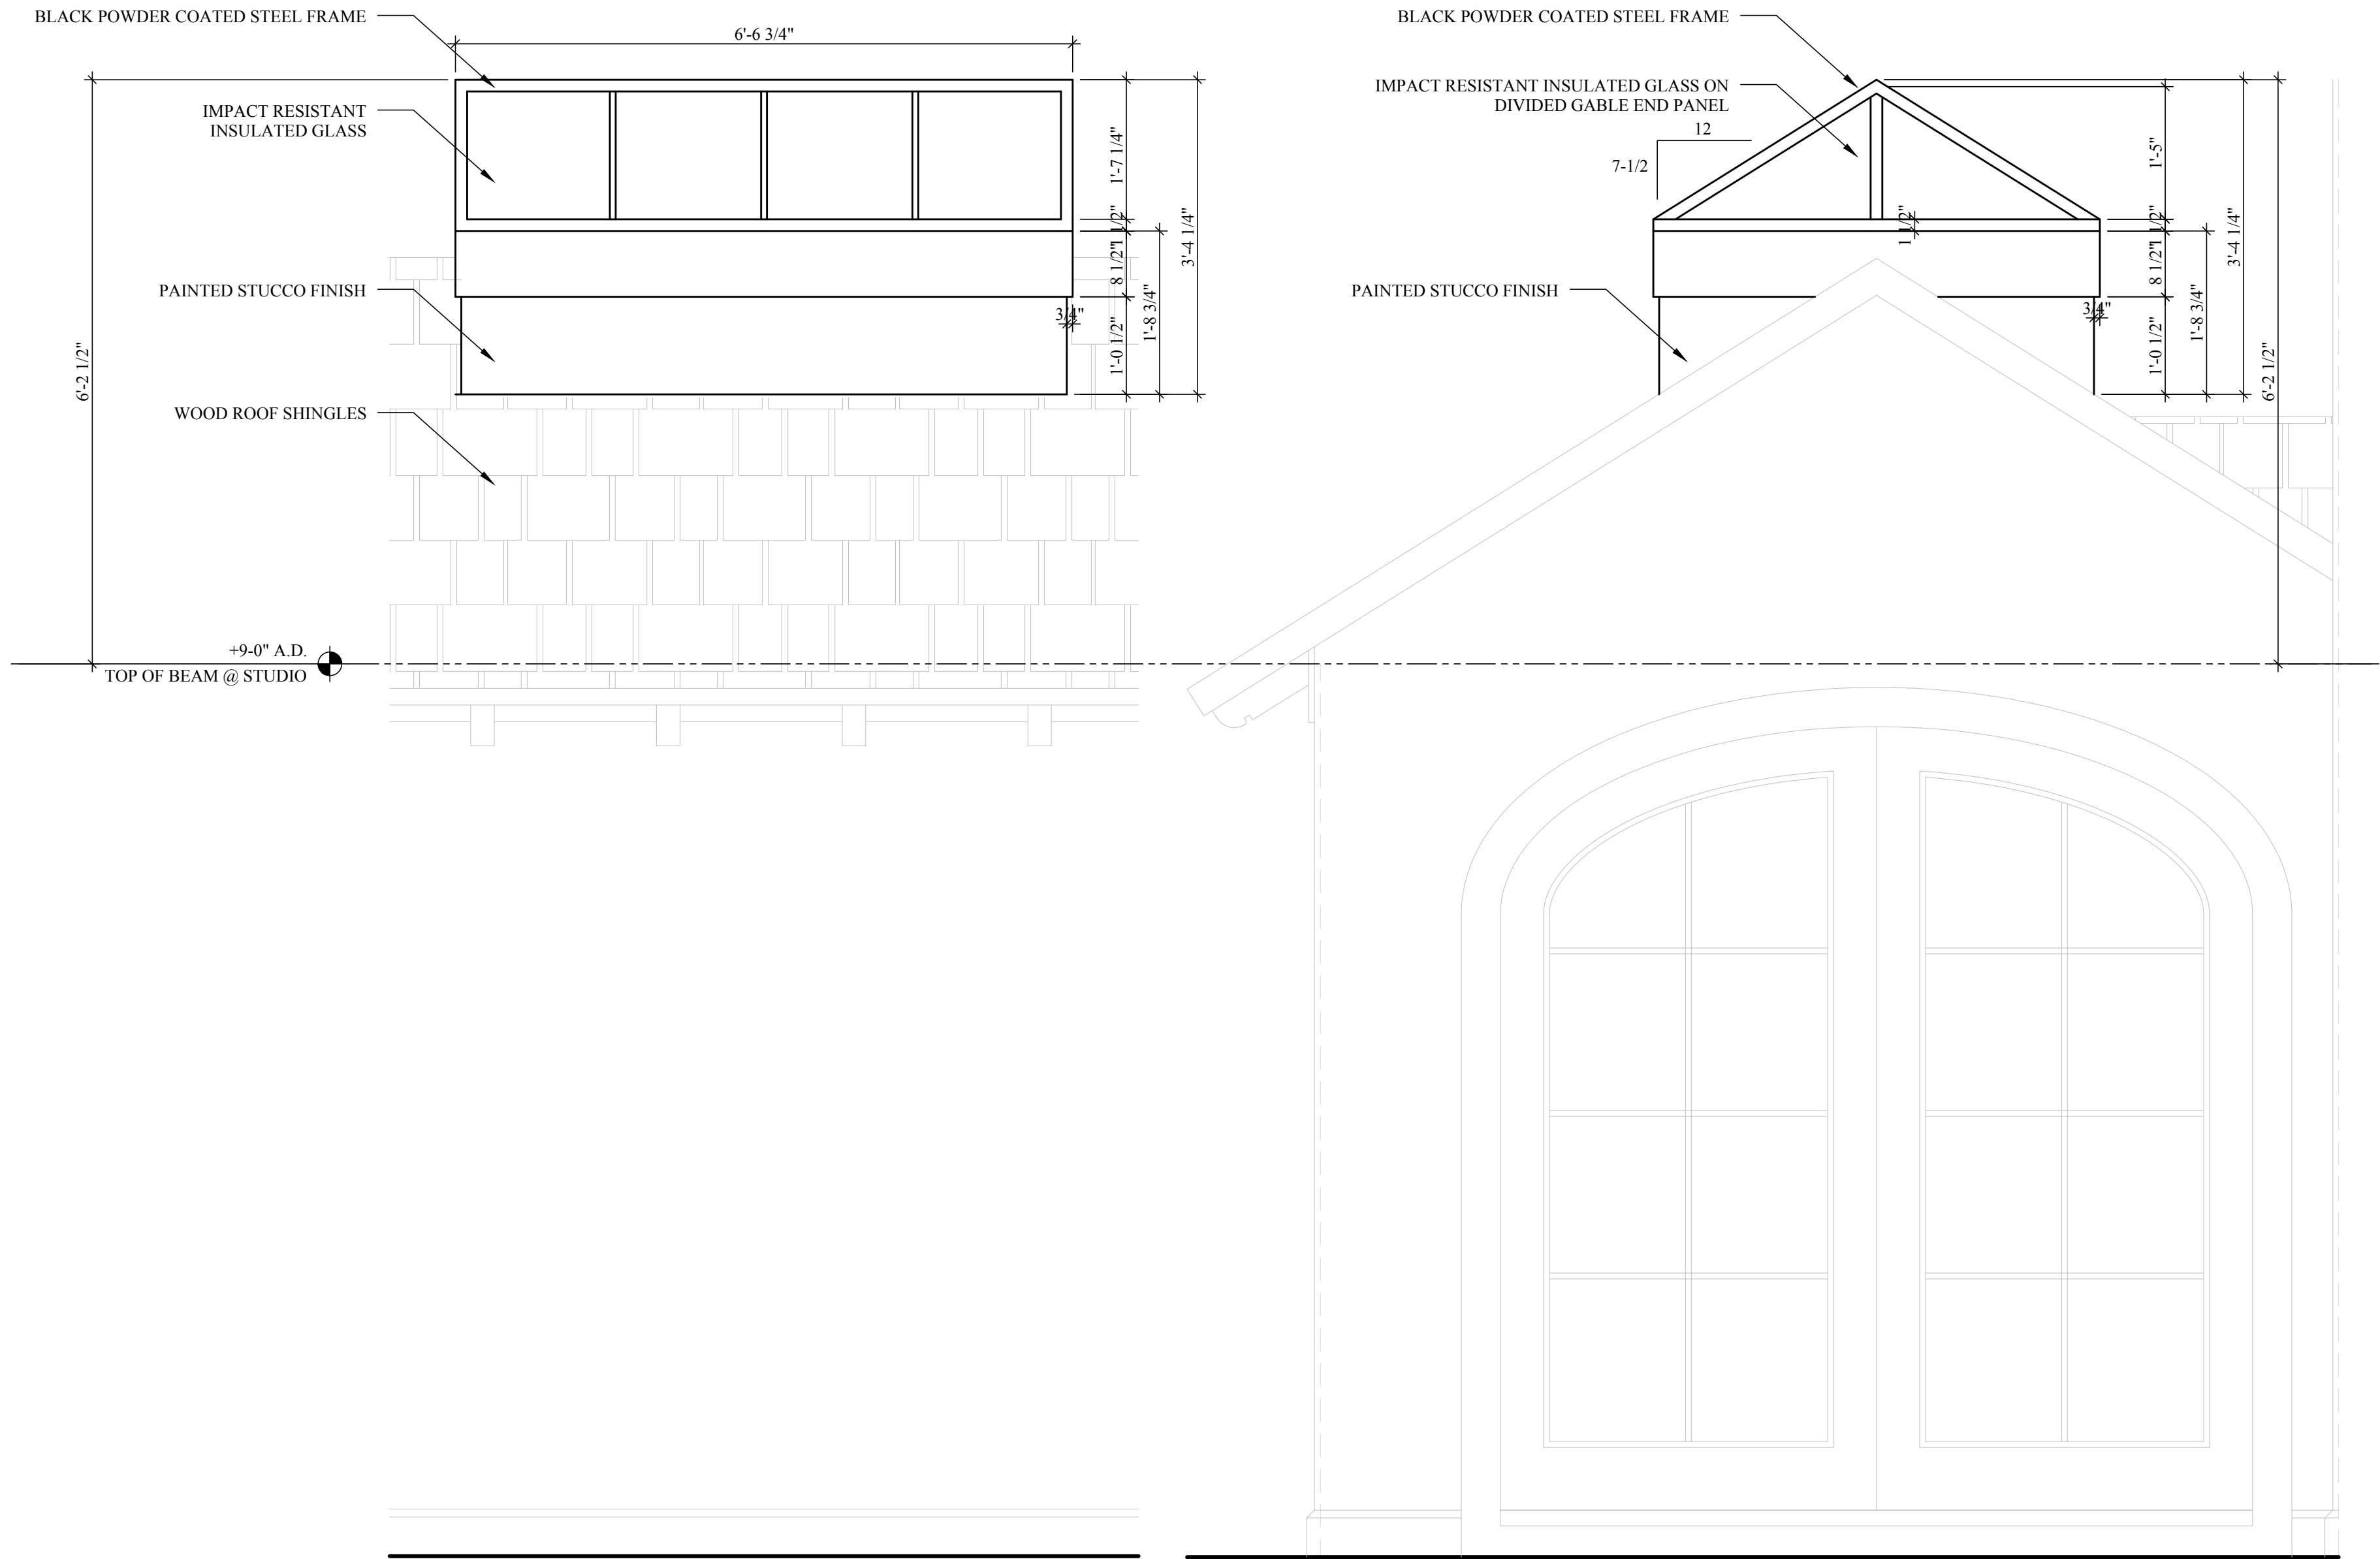 BLACK POWDER COATED STEEL FRAME
6'-6 3/4"
IMPACT RESISTANT
INSULATED GLASS
1'-7 1/4"
1 1/2"
8 1/2"
3'-4 1/4"
PAINTED STUCCO FINISH
3/4"
1'-0 1/2"
1'-8 3/4"
6'-2 1/2"
WOOD ROOF SHINGLES
+9-0" A.D.
TOP OF BEAM @ STUDIO
BLACK POWDER COATED STEEL FRAME
IMPACT RESISTANT INSULATED GLASS ON
DIVIDED GABLE END PANEL
12
7-1/2
1'-5"
1 1/2"
1 1/2"
8 1/2"
3'-4 1/4"
PAINTED STUCCO FINISH
3/4"
1'-0 1/2"
1'-8 3/4"
6'-2 1/2"